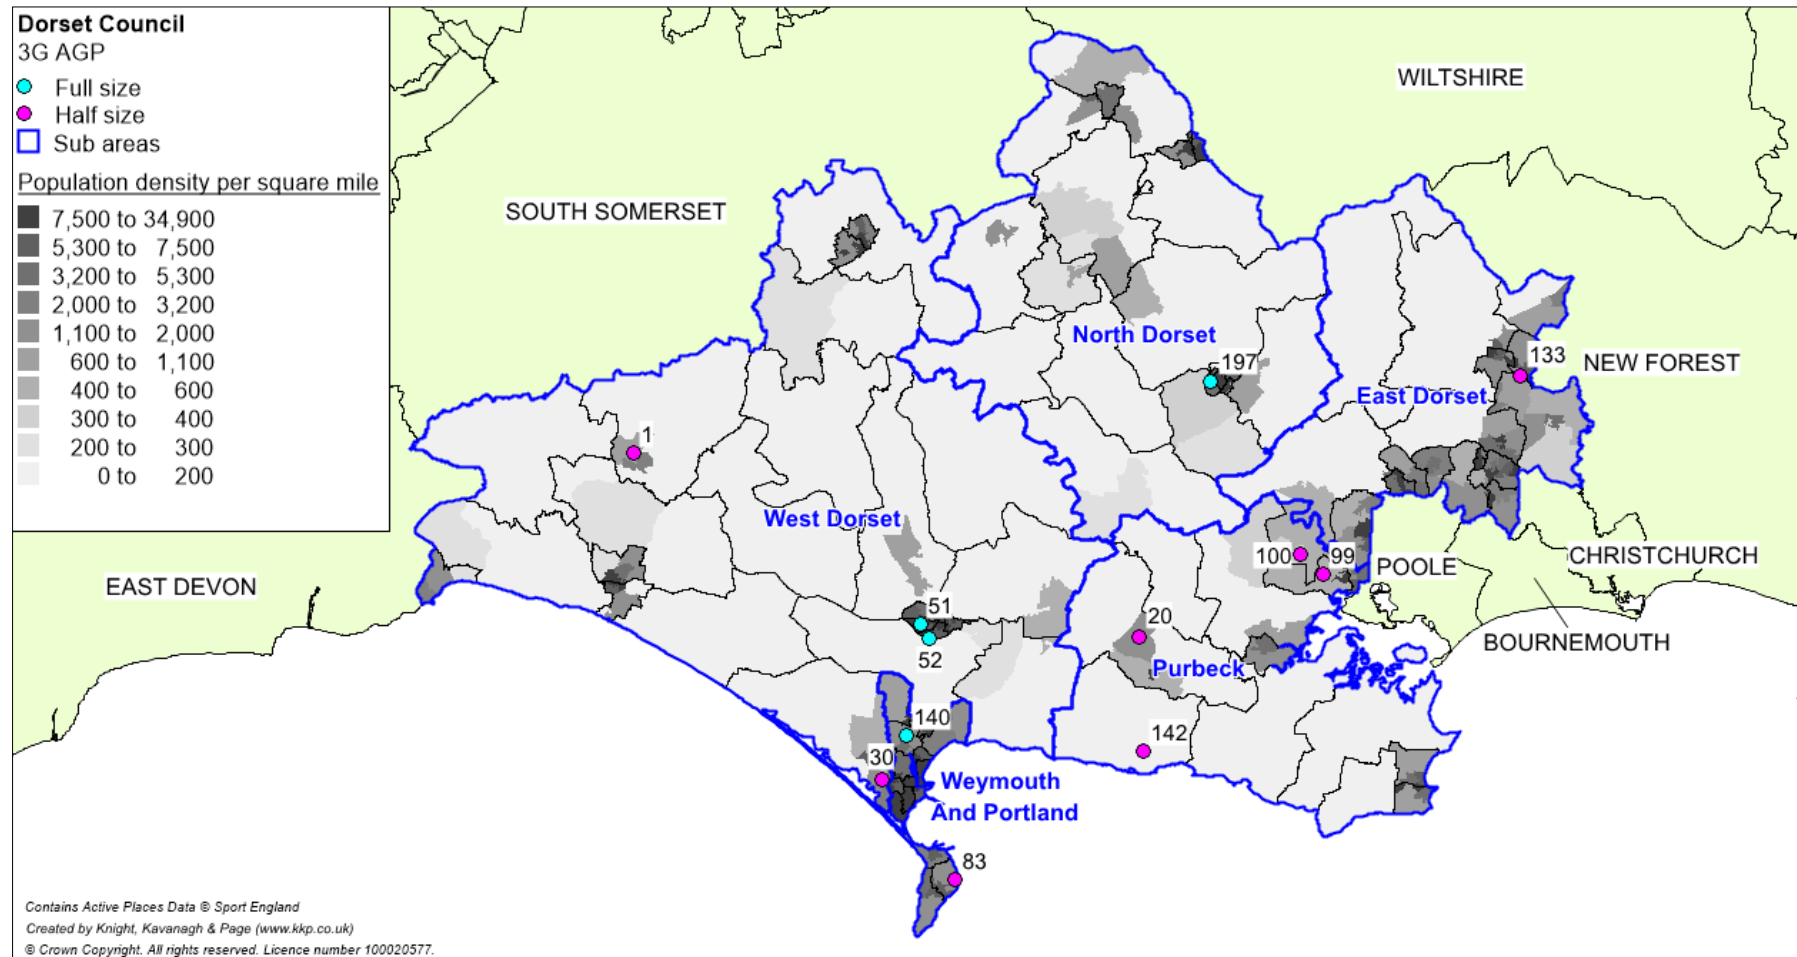 Dorset Council
3G AGP
Full size
Half size
Sub areas
Population density per square mile
7,500 to 34,900
5,300 to 7,500
3,200 to 5,300
2,000 to 3,200
1,100 to 2,000
600 to 1,100
400 to 600
300 to 400
200 to 300
0 to 200
WILTSHIRE
SOUTH SOMERSET
North Dorset
197
133
NEW FOREST
East Dorset
1
West Dorset
100
99
POOLE
CHRISTCHURCH
EAST DEVON
51
20
52
BOURNEMOUTH
Purbeck
140
142
30
Weymouth
And Portland
83
Contains Active Places Data © Sport England
Created by Knight, Kavanagh & Page (www.kkp.co.uk)
© Crown Copyright. All rights reserved. Licence number 100020577.